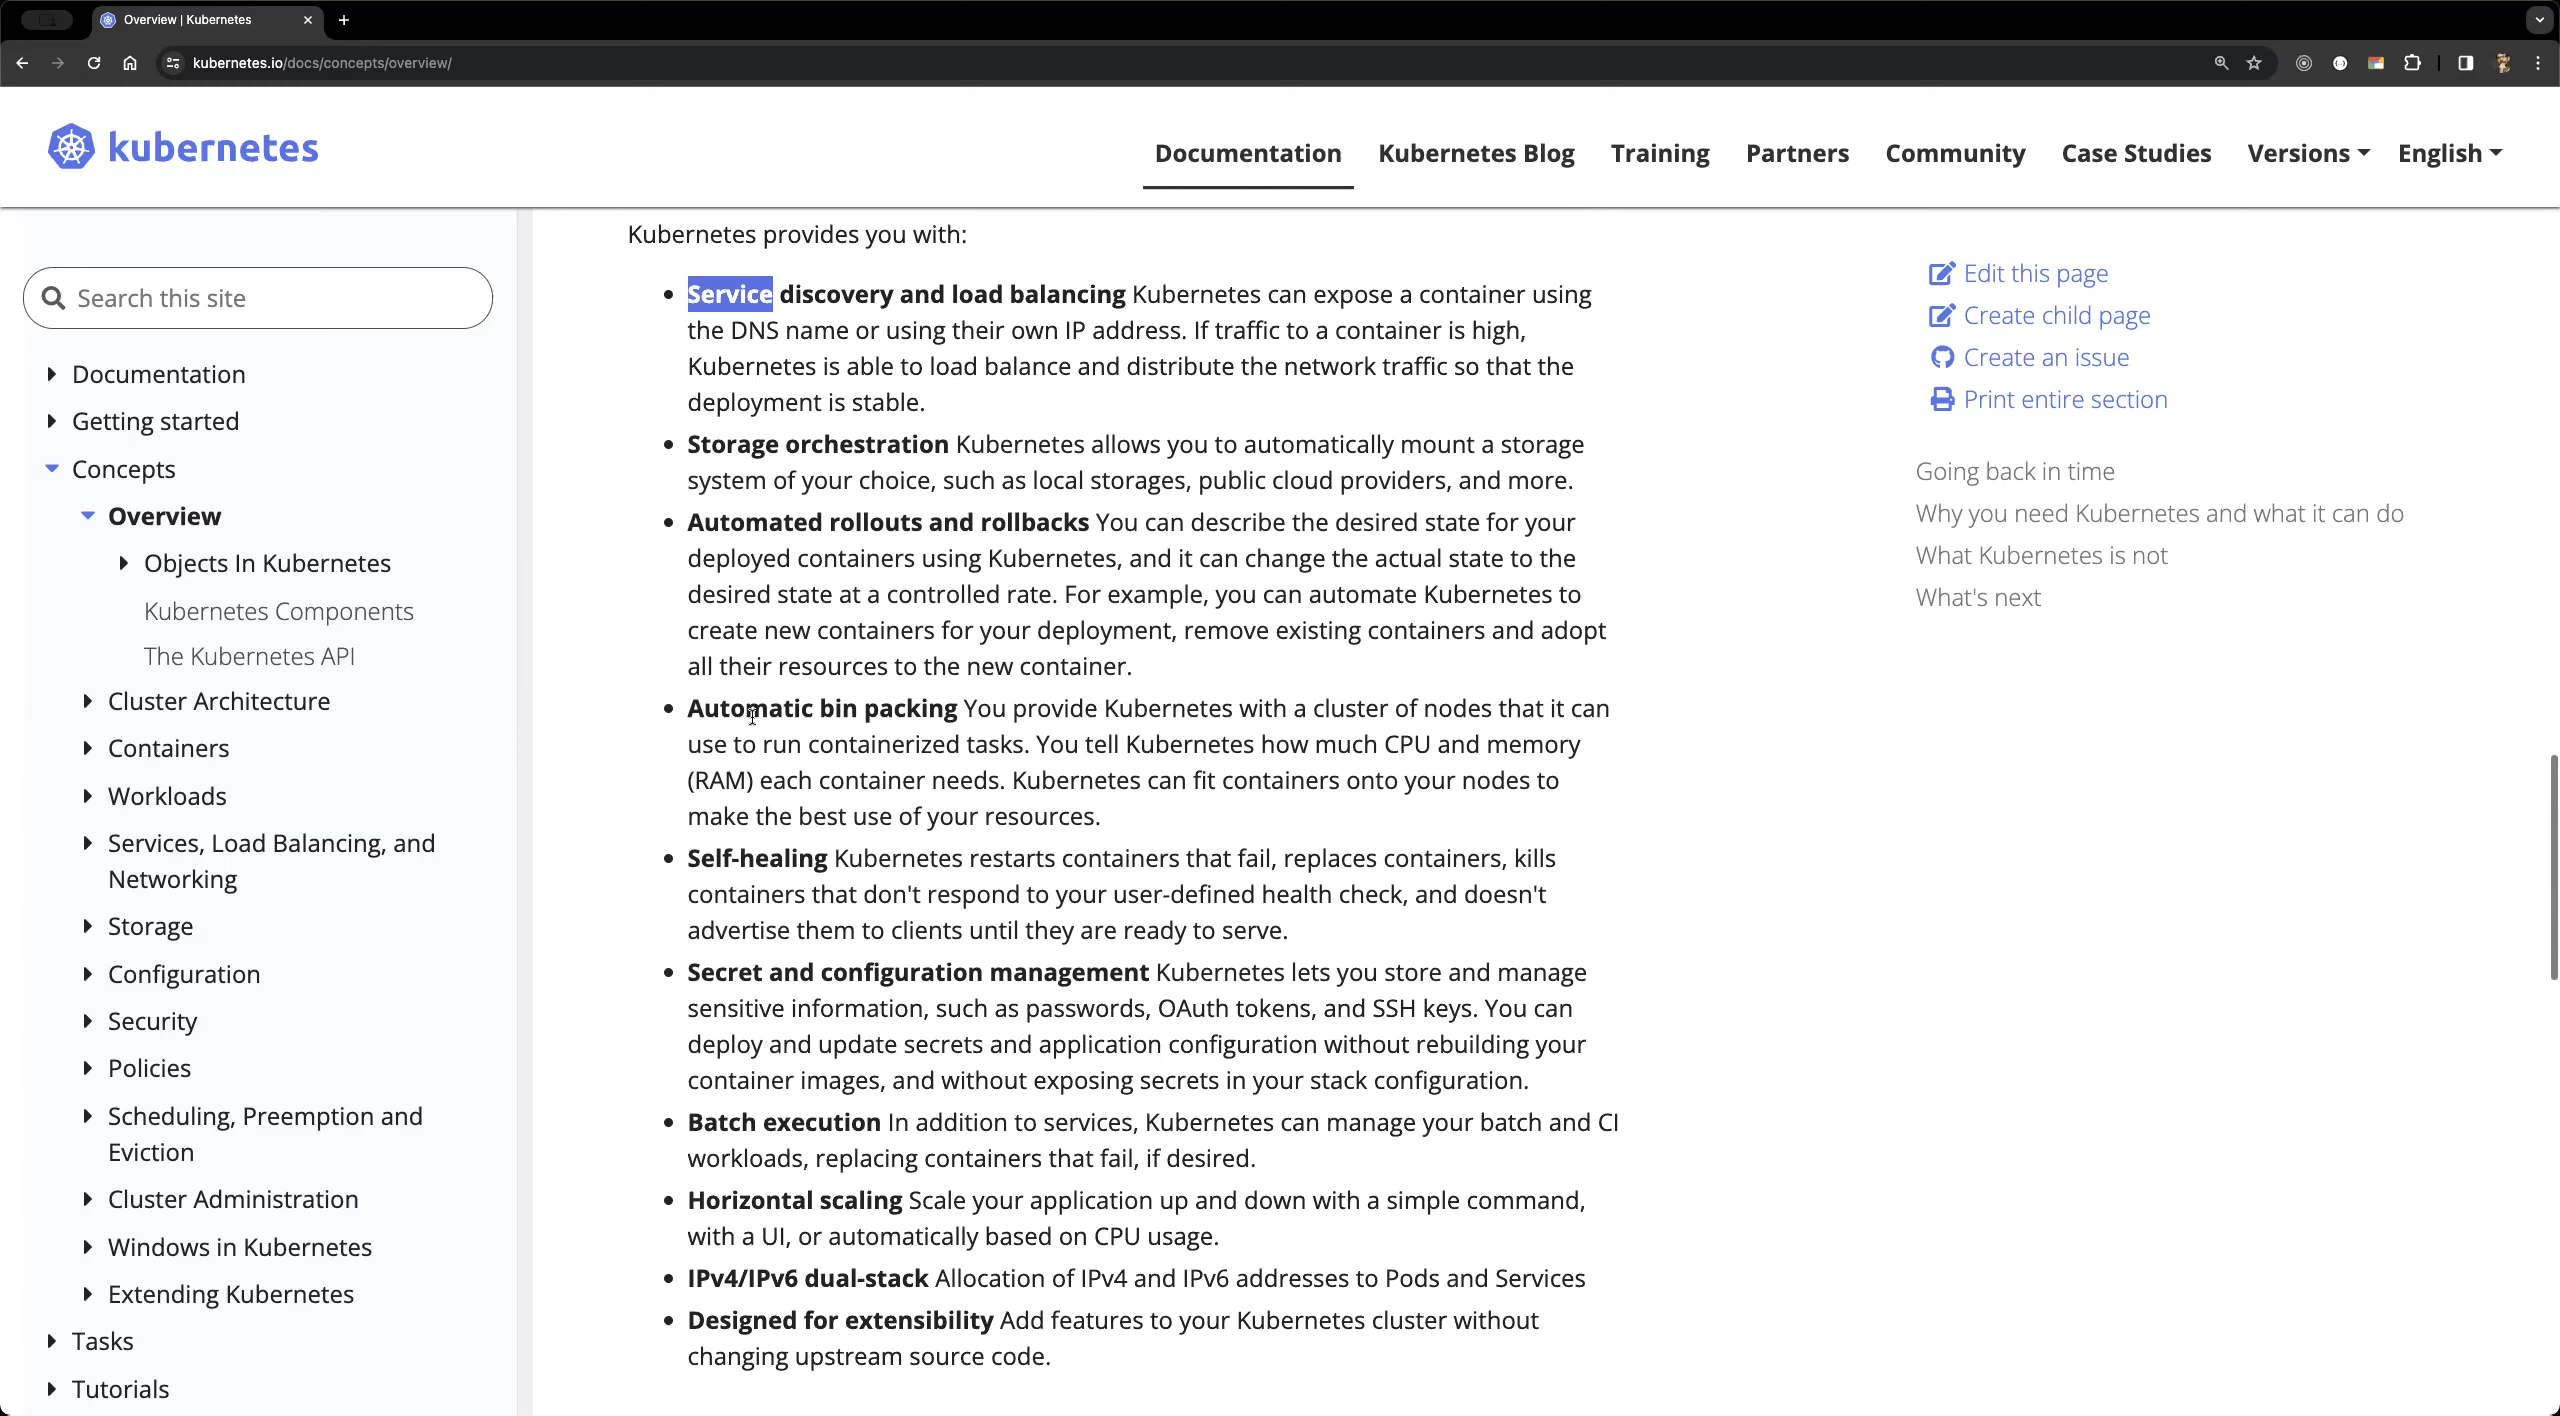 Overview | Kubernetes
kubernetes.io/docs/concepts/overview/
kubernetes
Documentation
Kubernetes Blog
Training
Partners
Community
Case Studies
Versions
English
Search this site
Documentation
Getting started
Concepts
Overview
Objects In Kubernetes
Kubernetes Components
The Kubernetes API
Cluster Architecture
Containers
Workloads
Services, Load Balancing, and
Networking
Storage
Configuration
Security
Policies
Scheduling, Preemption and
Eviction
Cluster Administration
Windows in Kubernetes
Extending Kubernetes
Tasks
Tutorials
Kubernetes provides you with:
Service discovery and load balancing Kubernetes can expose a container using
the DNS name or using their own IP address. If traffic to a container is high,
Kubernetes is able to load balance and distribute the network traffic so that the
deployment is stable.
Storage orchestration Kubernetes allows you to automatically mount a storage
system of your choice, such as local storages, public cloud providers, and more.
Automated rollouts and rollbacks You can describe the desired state for your
deployed containers using Kubernetes, and it can change the actual state to the
desired state at a controlled rate. For example, you can automate Kubernetes to
create new containers for your deployment, remove existing containers and adopt
all their resources to the new container.
Automatic bin packing You provide Kubernetes with a cluster of nodes that it can
use to run containerized tasks. You tell Kubernetes how much CPU and memory
(RAM) each container needs. Kubernetes can fit containers onto your nodes to
make the best use of your resources.
Self-healing Kubernetes restarts containers that fail, replaces containers, kills
containers that don't respond to your user-defined health check, and doesn't
advertise them to clients until they are ready to serve.
Secret and configuration management Kubernetes lets you store and manage
sensitive information, such as passwords, OAuth tokens, and SSH keys. You can
deploy and update secrets and application configuration without rebuilding your
container images, and without exposing secrets in your stack configuration.
Batch execution In addition to services, Kubernetes can manage your batch and CI
workloads, replacing containers that fail, if desired.
Horizontal scaling Scale your application up and down with a simple command,
with a UI, or automatically based on CPU usage.
IPv4/IPv6 dual-stack Allocation of IPv4 and IPv6 addresses to Pods and Services
Designed for extensibility Add features to your Kubernetes cluster without
changing upstream source code.
Edit this page
Create child page
Create an issue
Print entire section
Going back in time
Why you need Kubernetes and what it can do
What Kubernetes is not
What's next